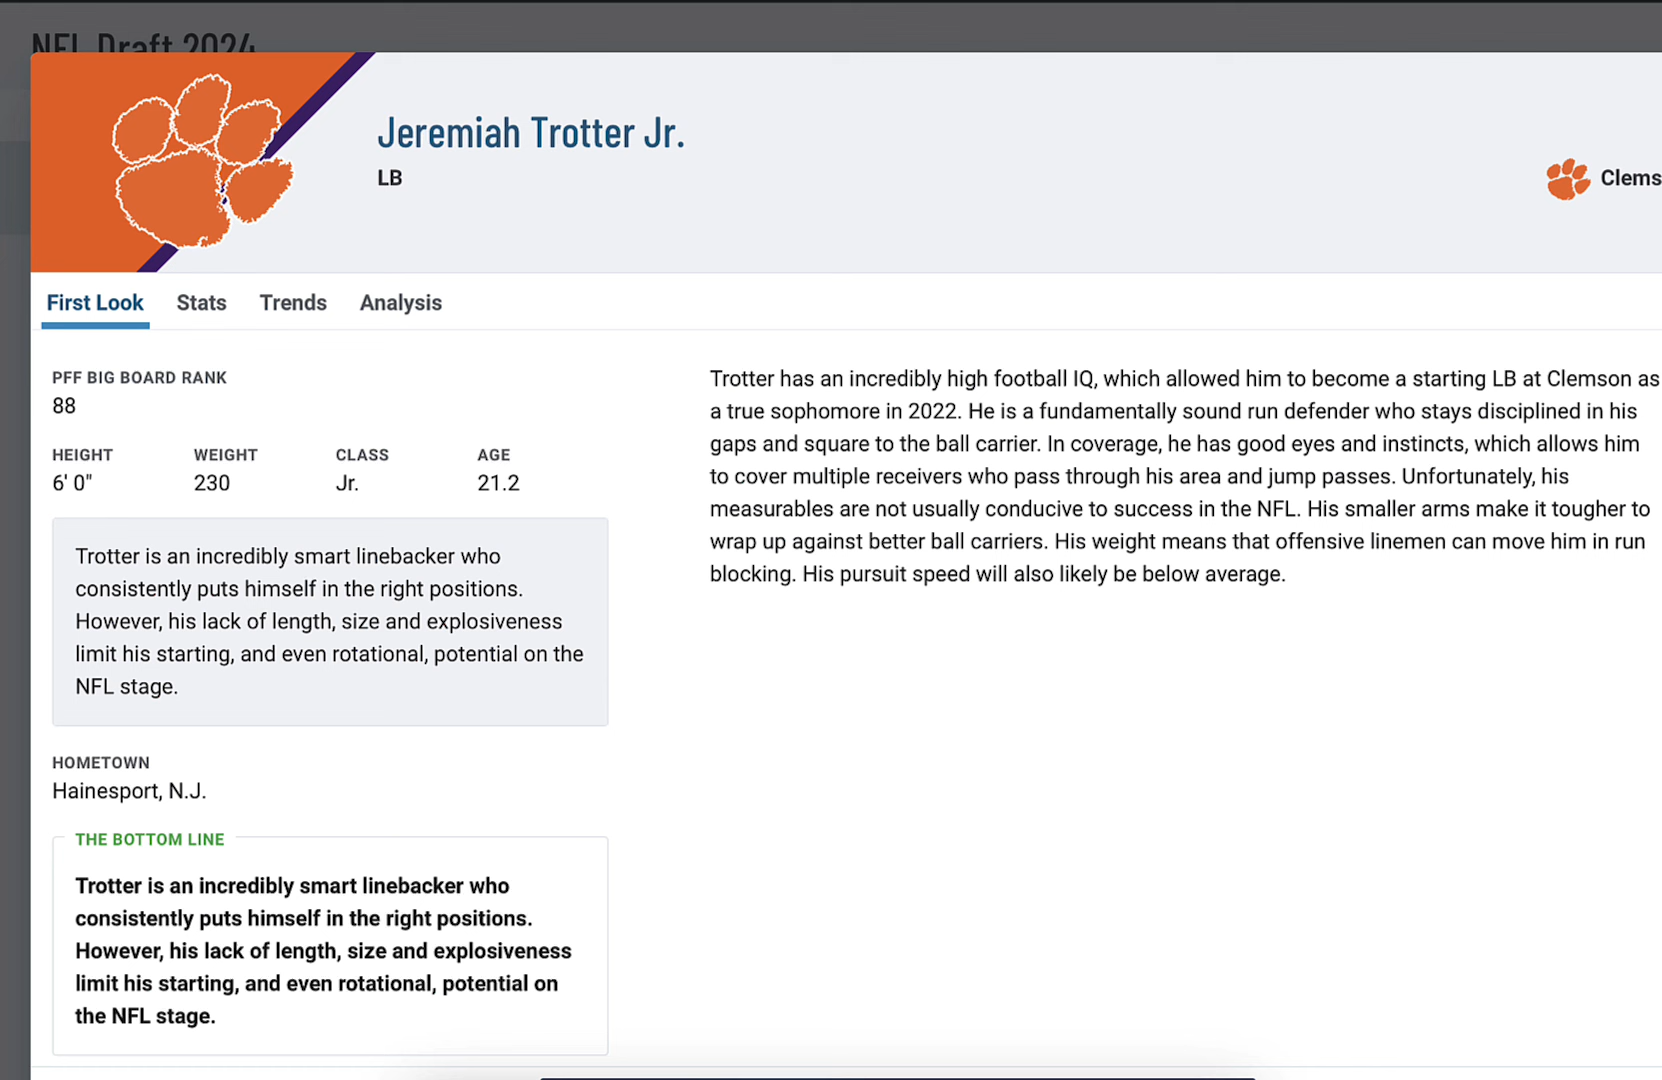 NFL Draft 2024
Jeremiah Trotter Jr.
LB
Clems
First Look Stats Trends Analysis
PFF BIG BOARD RANK
88
HEIGHT WEIGHT CLASS AGE
6' 0" 230 Jr. 21.2
Trotter is an incredibly smart linebacker who
consistently puts himself in the right positions.
However, his lack of length, size and explosiveness
limit his starting, and even rotational, potential on the
NFL stage.
HOMETOWN
Hainesport, N.J.
THE BOTTOM LINE
Trotter is an incredibly smart linebacker who
consistently puts himself in the right positions.
However, his lack of length, size and explosiveness
limit his starting, and even rotational, potential on
the NFL stage.
Trotter has an incredibly high football IQ, which allowed him to become a starting LB at Clemson as
a true sophomore in 2022. He is a fundamentally sound run defender who stays disciplined in his
gaps and square to the ball carrier. In coverage, he has good eyes and instincts, which allows him
to cover multiple receivers who pass through his area and jump passes. Unfortunately, his
measurables are not usually conducive to success in the NFL. His smaller arms make it tougher to
wrap up against better ball carriers. His weight means that offensive linemen can move him in run
blocking. His pursuit speed will also likely be below average.